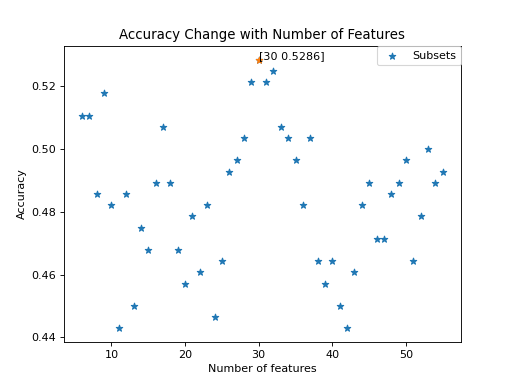 Accuracy Change with Number of Features
[30 0.5286]
Subsets
0.52
0.50
0.48
0.46
0.44
Accuracy
10 20 30 40 50
Number of features